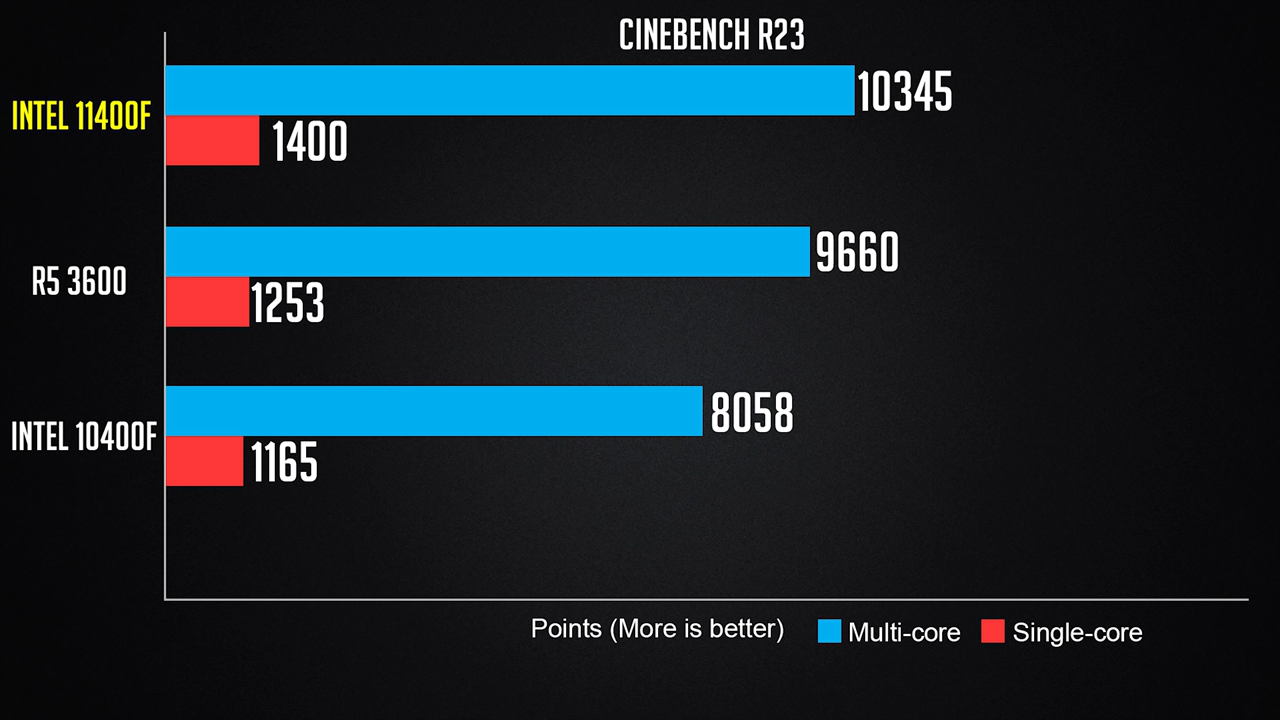 CINEBENCH R23
INTEL 11400F
10345
1400
R5 3600
9660
1253
INTEL 10400F
8058
1165
Points (More is better)
Multi-core
Single-core